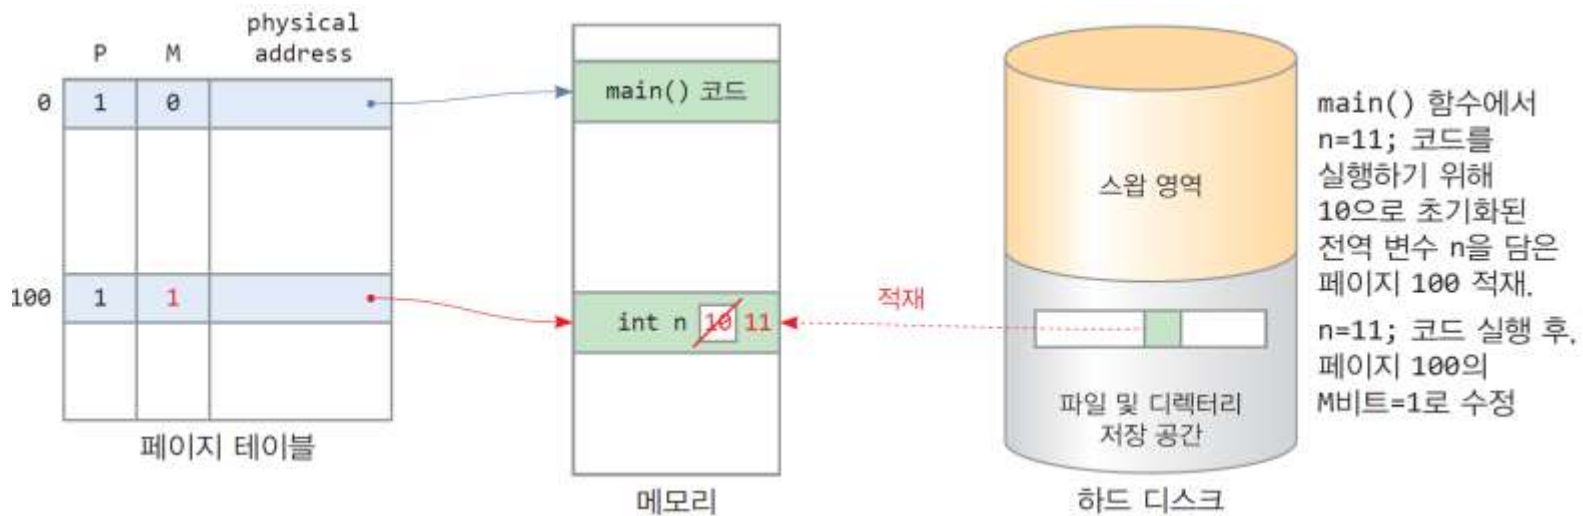 physical
P M address
0 1 0
100 1 1
페이지 테이블
main() 코드
int n 10 11
메모리
적재
스왑 영역
파일 및 디렉터리
저장 공간
하드 디스크
main() 함수에서
n=11; 코드를
실행하기 위해
10으로 초기화된
전역 변수 n을 담은
페이지 100 적재.
n=11; 코드 실행 후,
페이지 100의
M비트=1로 수정